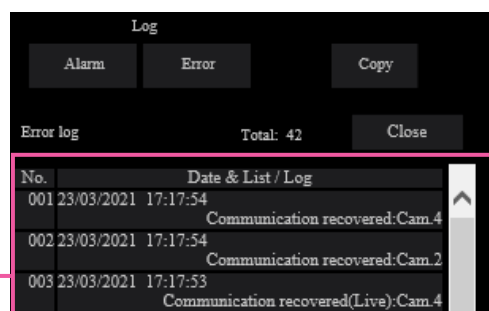 Log
Alarm Error Copy
Error log Total: 42 Close
No. Date & List / Log
001 23/03/2021 17:17:54
Communication recovered:Cam.4
002 23/03/2021 17:17:54
Communication recovered:Cam.2
003 23/03/2021 17:17:53
Communication recovered(Live):Cam.4